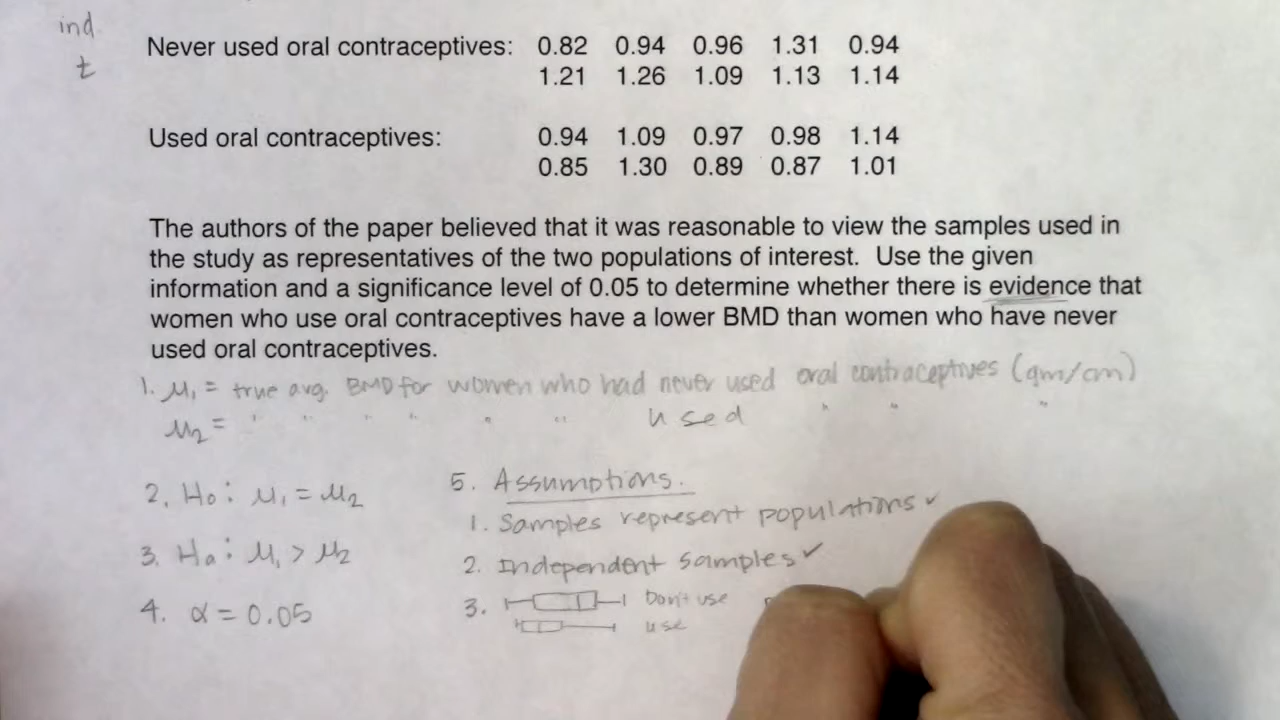 ind
t
Never used oral contraceptives: 0.82 0.94 0.96 1.31 0.94
1.21 1.26 1.09 1.13 1.14
Used oral contraceptives: 0.94 1.09 0.97 0.98 1.14
0.85 1.30 0.89 0.87 1.01
The authors of the paper believed that it was reasonable to view the samples used in
the study as representatives of the two populations of interest. Use the given
information and a significance level of 0.05 to determine whether there is evidence that
women who use oral contraceptives have a lower BMD than women who have never
used oral contraceptives.
1. μ₁ = true avg. BMD for women who had never used oral contraceptives (gm/cm)
μ₂ = " " " " " " used " " "
2. H₀: μ₁ = μ₂
3. Hₐ: μ₁ > μ₂
4. α = 0.05
5. Assumptions.
1. Samples represent populations ✓
2. Independent samples ✓
3. Don't use
use